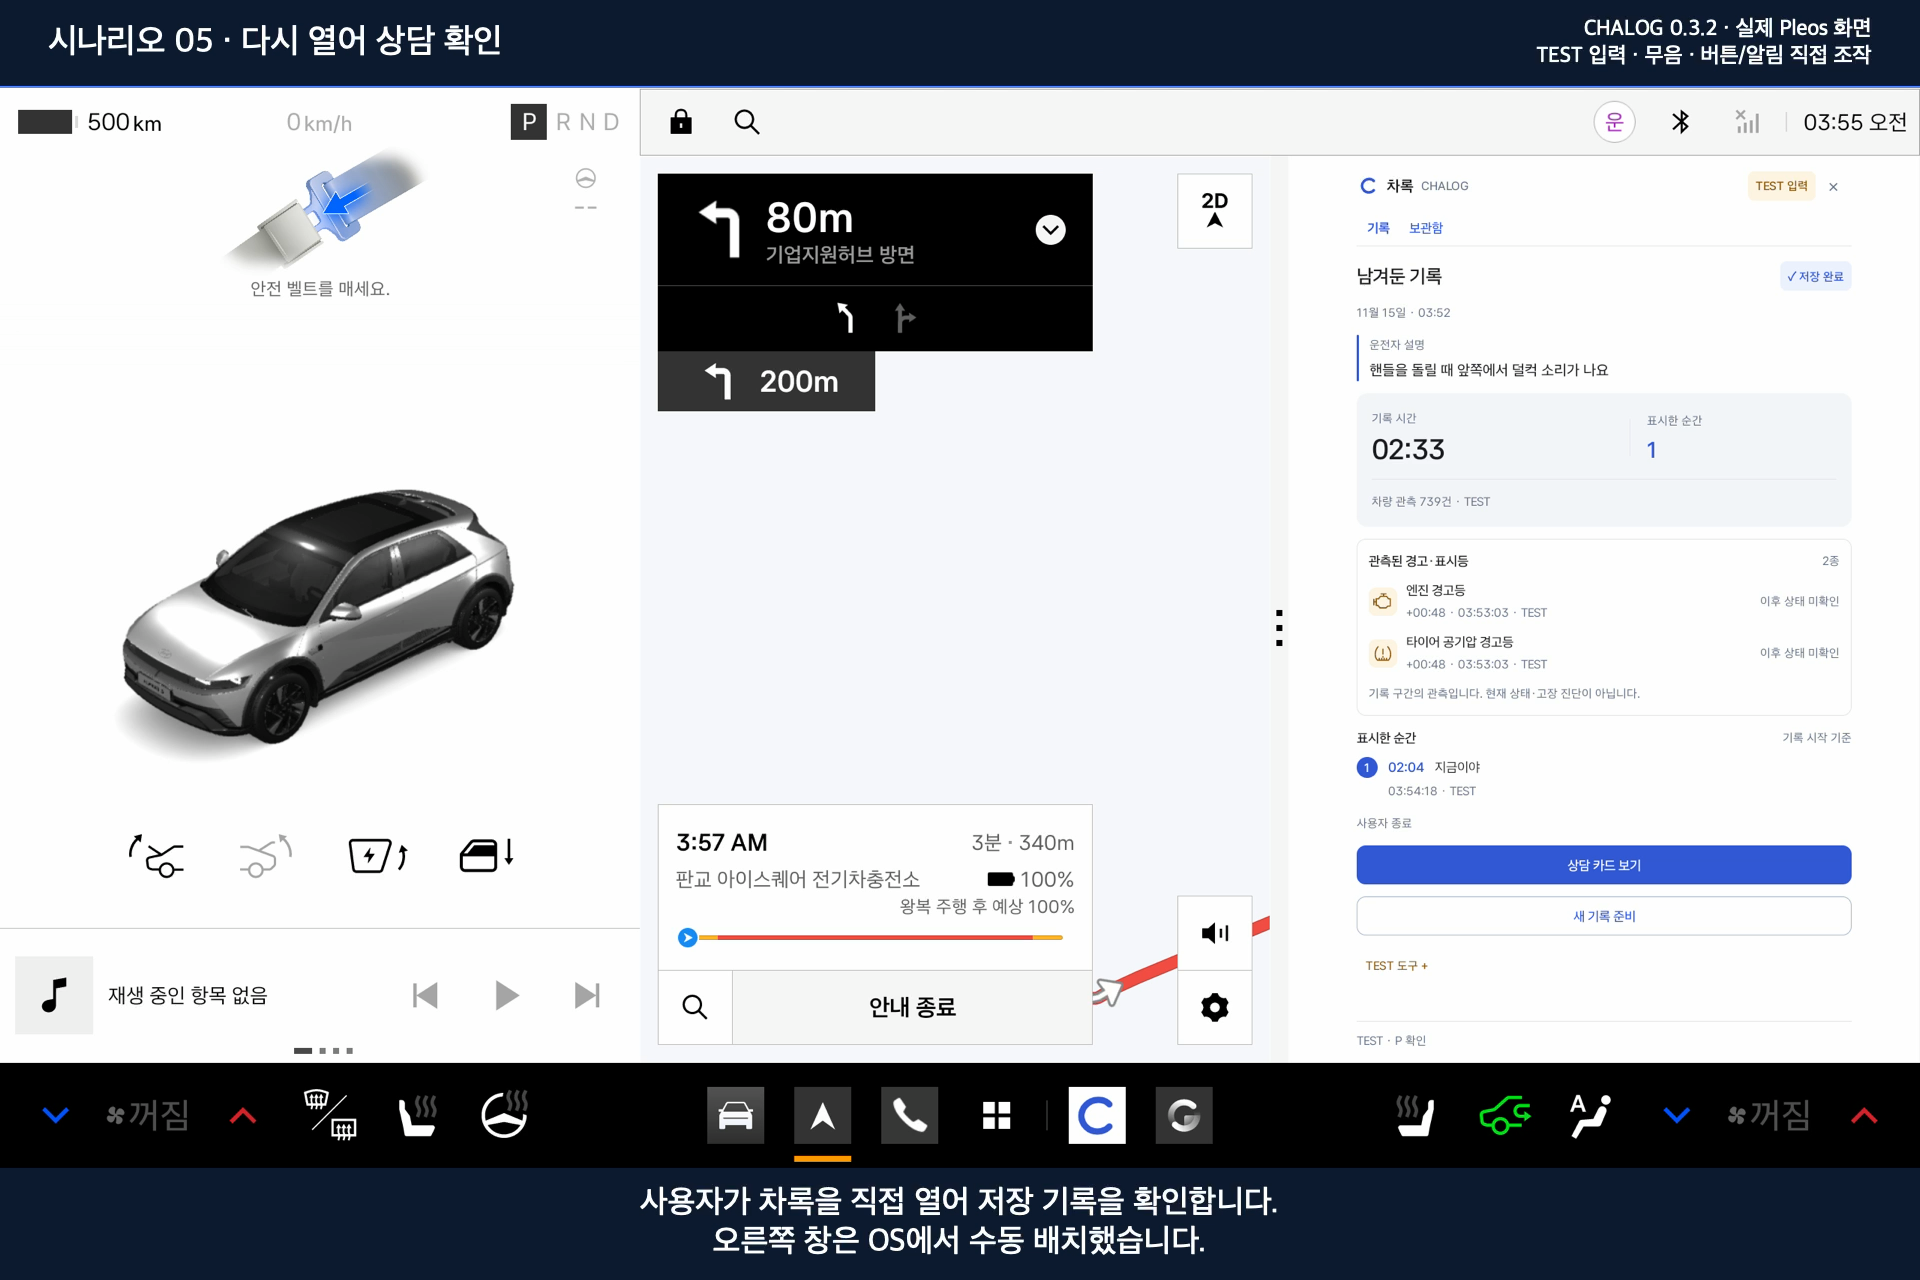 시나리오 05 · 다시 열어 상담 확인
CHALOG 0.3.2 · 실제 Pleos 화면
TEST 입력 · 무음 · 버튼/알림 직접 조작
500 km
0 km/h
P R N D
안전 벨트를 매세요.
재생 중인 항목 없음
운
03:55 오전
80m
기업지원허브 방면
200m
2D
3:57 AM
3분 · 340m
판교 아이스퀘어 전기차충전소
100%
왕복 주행 후 예상 100%
안내 종료
차록 CHALOG
TEST 입력 ×
기록 보관함
남겨둔 기록
✓ 저장 완료
11월 15일 · 03:52
운전자 설명
핸들을 돌릴 때 앞쪽에서 덜컥 소리가 나요
기록 시간
02:33
표시한 순간
1
차량 관측 739건 · TEST
관측된 경고·표시등
2종
엔진 경고등
+00:48 · 03:53:03 · TEST
이후 상태 미확인
타이어 공기압 경고등
+00:48 · 03:53:03 · TEST
이후 상태 미확인
기록 구간의 관측입니다. 현재 상태·고장 진단이 아닙니다.
표시한 순간
기록 시작 기준
1 02:04 지금이야
03:54:18 · TEST
사용자 종료
상담 카드 보기
새 기록 준비
TEST 도구 +
TEST · P 확인
꺼짐
A
꺼짐
사용자가 차록을 직접 열어 저장 기록을 확인합니다.
오른쪽 창은 OS에서 수동 배치했습니다.